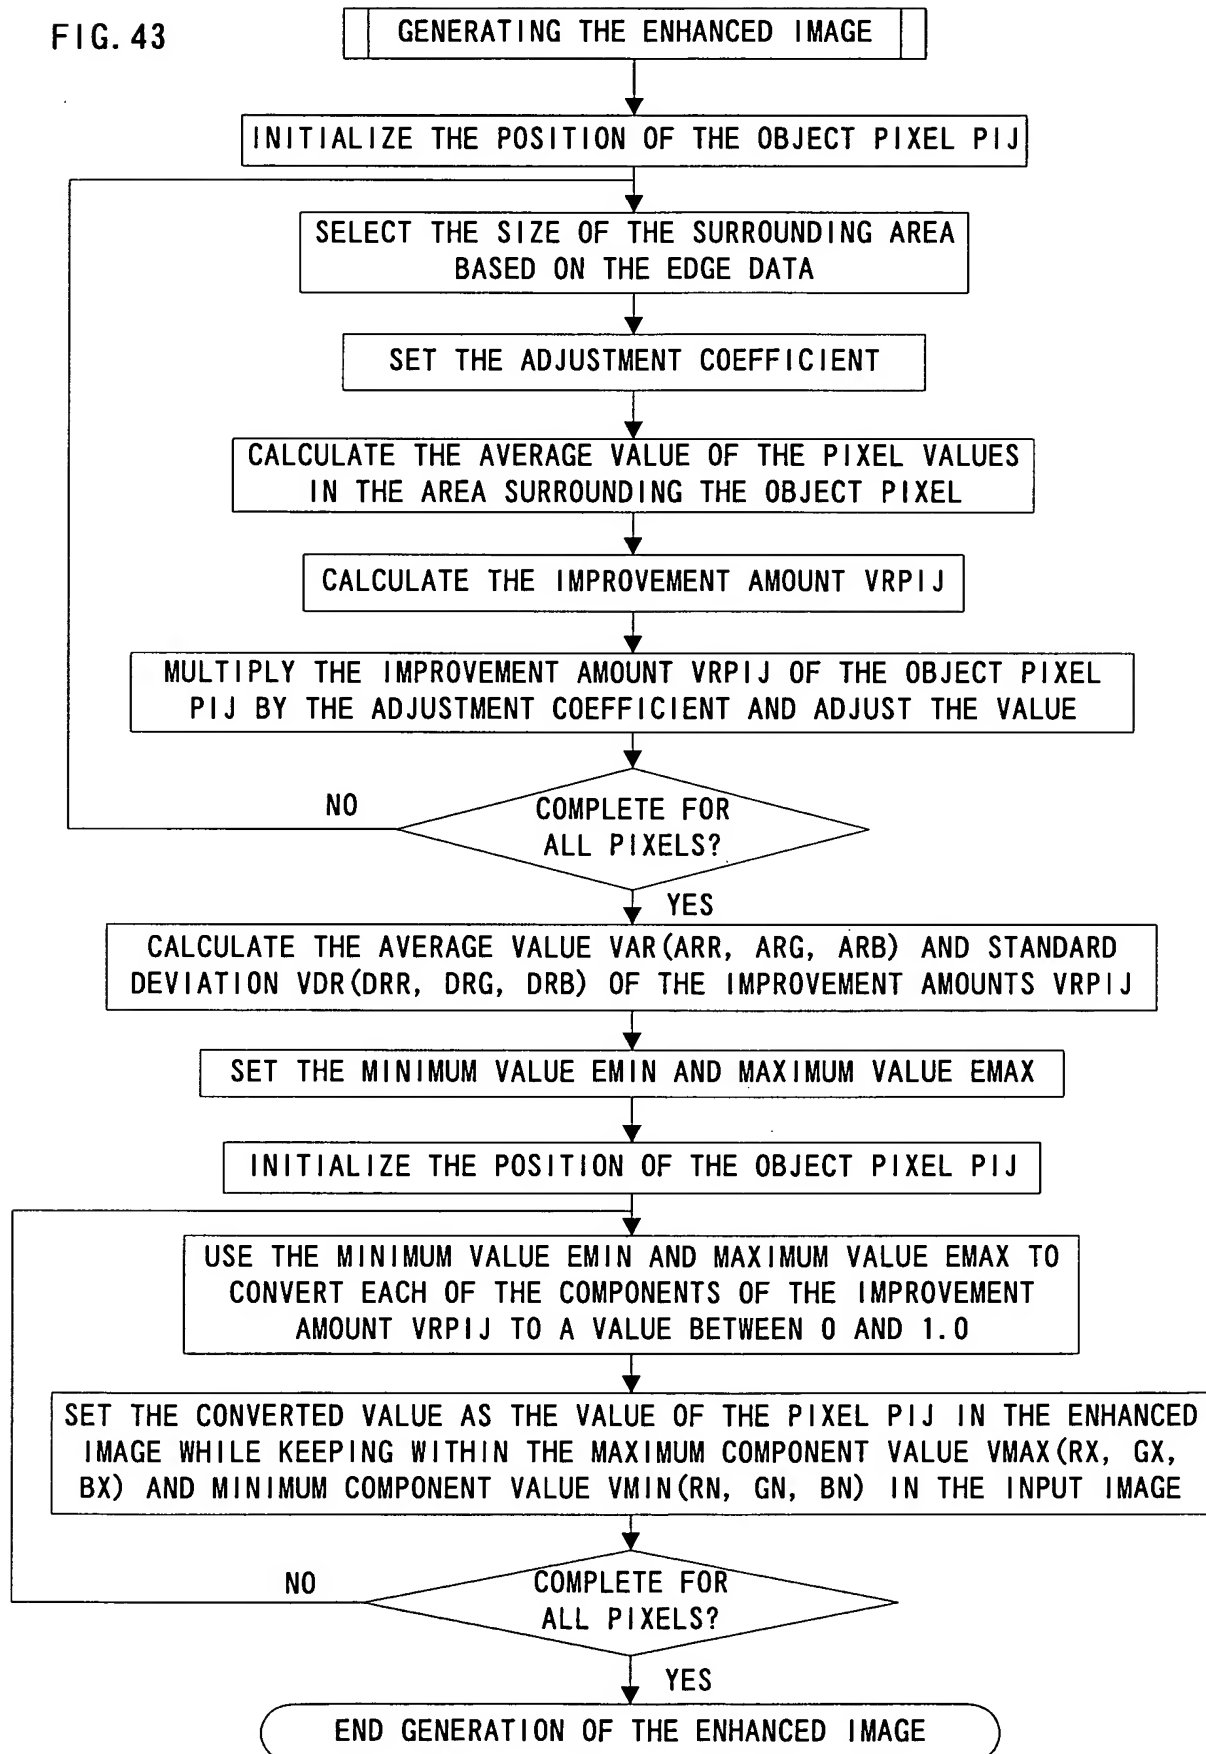 FIG. 43
GENERATING THE ENHANCED IMAGE
INITIALIZE THE POSITION OF THE OBJECT PIXEL PIJ
SELECT THE SIZE OF THE SURROUNDING AREA
BASED ON THE EDGE DATA
SET THE ADJUSTMENT COEFFICIENT
CALCULATE THE AVERAGE VALUE OF THE PIXEL VALUES
IN THE AREA SURROUNDING THE OBJECT PIXEL
CALCULATE THE IMPROVEMENT AMOUNT VRPIJ
MULTIPLY THE IMPROVEMENT AMOUNT VRPIJ OF THE OBJECT PIXEL
PIJ BY THE ADJUSTMENT COEFFICIENT AND ADJUST THE VALUE
NO
COMPLETE FOR
ALL PIXELS?
YES
CALCULATE THE AVERAGE VALUE VAR(ARR, ARG, ARB) AND STANDARD
DEVIATION VDR(DRR, DRG, DRB) OF THE IMPROVEMENT AMOUNTS VRPIJ
SET THE MINIMUM VALUE EMIN AND MAXIMUM VALUE EMAX
INITIALIZE THE POSITION OF THE OBJECT PIXEL PIJ
USE THE MINIMUM VALUE EMIN AND MAXIMUM VALUE EMAX TO
CONVERT EACH OF THE COMPONENTS OF THE IMPROVEMENT
AMOUNT VRPIJ TO A VALUE BETWEEN 0 AND 1.0
SET THE CONVERTED VALUE AS THE VALUE OF THE PIXEL PIJ IN THE ENHANCED
IMAGE WHILE KEEPING WITHIN THE MAXIMUM COMPONENT VALUE VMAX(RX, GX,
BX) AND MINIMUM COMPONENT VALUE VMIN(RN, GN, BN) IN THE INPUT IMAGE
NO
COMPLETE FOR
ALL PIXELS?
YES
END GENERATION OF THE ENHANCED IMAGE